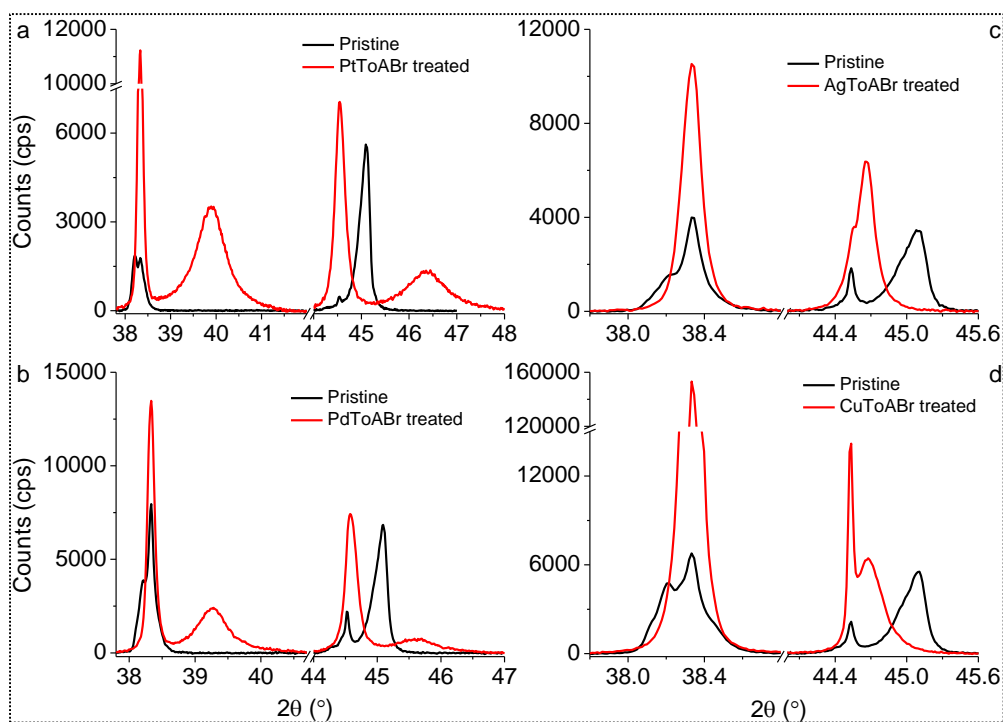 a
12000
10000
6000
3000
0
Counts (cps)
Pristine
PtToABr treated
38 39 40 41 44 45 46 47 48
c
12000
8000
4000
0
Pristine
AgToABr treated
38.0 38.4 44.4 45.0 45.6
b
15000
10000
5000
0
Counts (cps)
Pristine
PdToABr treated
38 39 40 41 44 45 46 47
2θ (°)
d
160000
120000
12000
6000
0
Pristine
CuToABr treated
38.0 38.4 44.4 45.0 45.6
2θ (°)